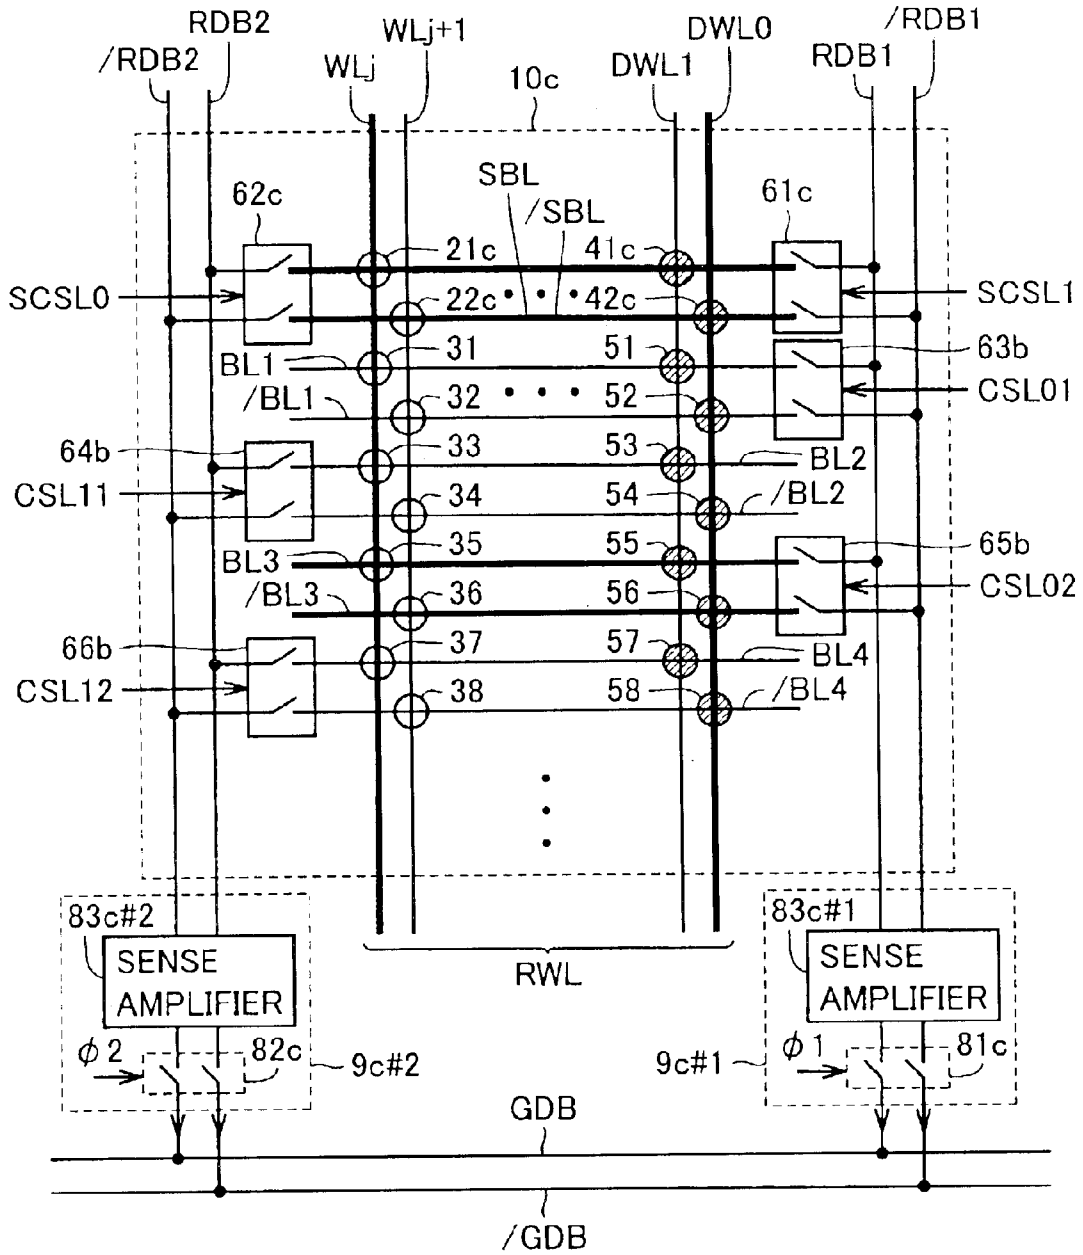 /RDB2
RDB2
WLj
WLj+1
10c
DWL1
DWL0
RDB1
/RDB1
62c
SBL
/SBL
61c
21c
41c
SCSL0
22c
42c
SCSL1
BL1
31
51
63b
/BL1
32
52
CSL01
64b
33
53
BL2
CSL11
34
54
/BL2
BL3
35
55
65b
/BL3
36
56
CSL02
66b
37
57
BL4
CSL12
38
58
/BL4
83c#2
SENSE
AMPLIFIER
RWL
83c#1
SENSE
AMPLIFIER
ϕ2
82c
9c#2
9c#1
ϕ1
81c
GDB
/GDB